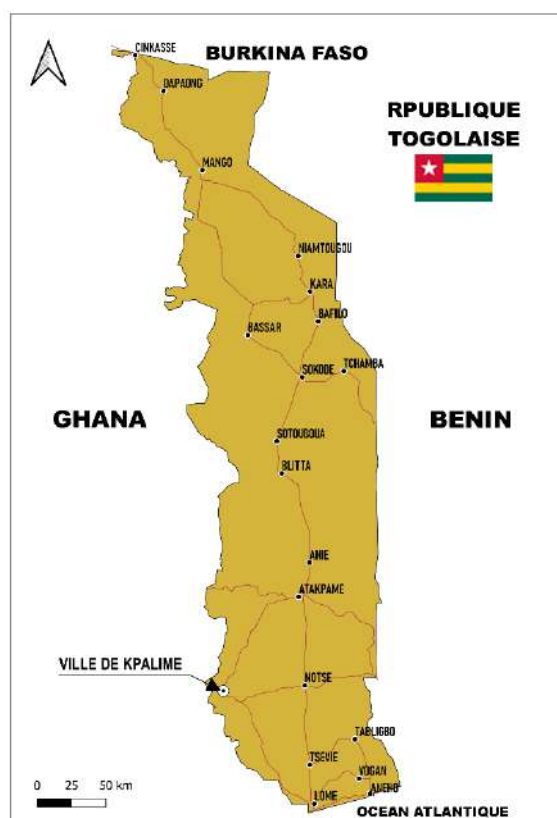 CINKASSE
BURKINA FASO
DAPAONG
RPUBLIQUE
TOGOLAISE
MANGO
NIAMTOUGOU
KARA
BAFILO
BASSAR
TCHAMBA
SOKODE
GHANA
BENIN
SOTOUBOUA
BLITTA
ANIE
ATAKPAME
VILLE DE KPALIME
NOTSE
TABLIGBO
TSEVIE
VOGAN
ANEHO
0 25 50 km
LOME
OCEAN ATLANTIQUE